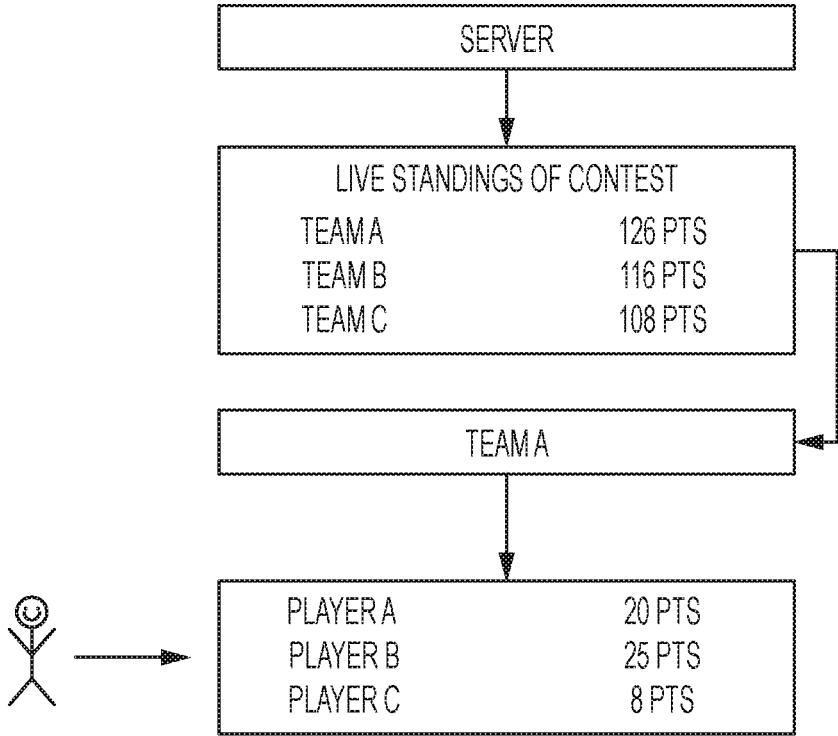 SERVER
LIVE STANDINGS OF CONTEST
TEAM A 126 PTS
TEAM B 116 PTS
TEAM C 108 PTS
TEAM A
PLAYER A 20 PTS
PLAYER B 25 PTS
PLAYER C 8 PTS